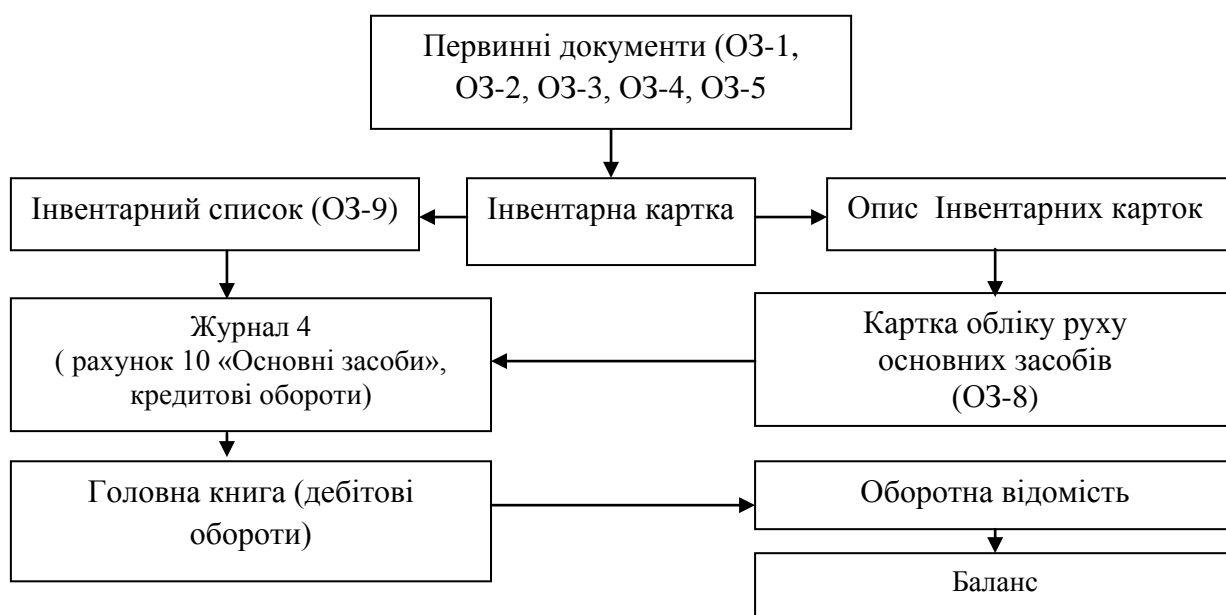 Первинні документи (ОЗ-1,
ОЗ-2, ОЗ-3, ОЗ-4, ОЗ-5
Інвентарний список (ОЗ-9)
Інвентарна картка
Опис Інвентарних карток
Журнал 4
( рахунок 10 «Основні засоби»,
кредитові обороти)
Картка обліку руху
основних засобів
(ОЗ-8)
Головна книга (дебітові
обороти)
Оборотна відомість
Баланс